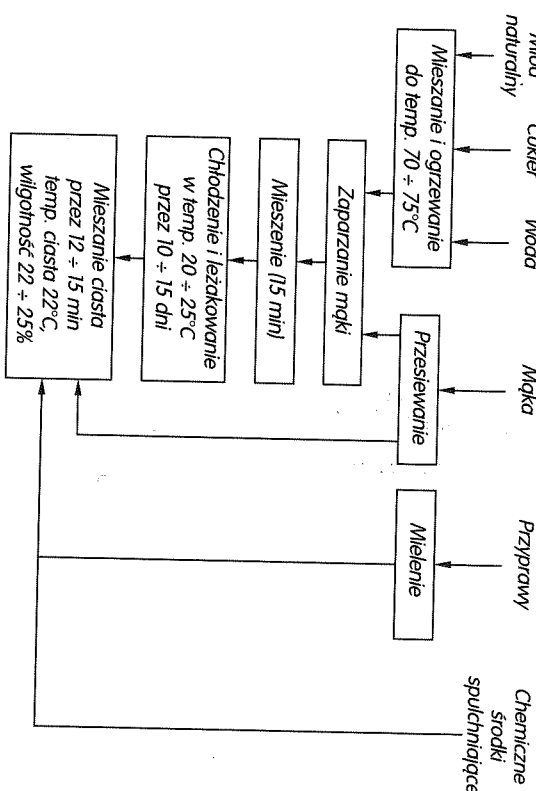 Miód
naturalny
Cukier
Woda
Mąka
Przyprawy
Chemiczne
środki
spulchniające
Mieszanie i ogrzewanie
do temp. 70 ÷ 75°C
Przesiewanie
Mielenie
Zaparzanie mąki
Mieszenie (15 min)
Chłodzenie i leżakowanie
w temp. 20 ÷ 25°C
przez 10 ÷ 15 dni
Mieszanie ciasta
przez 12 ÷ 15 min
temp. ciasta 22°C,
wilgotność 22 ÷ 25%